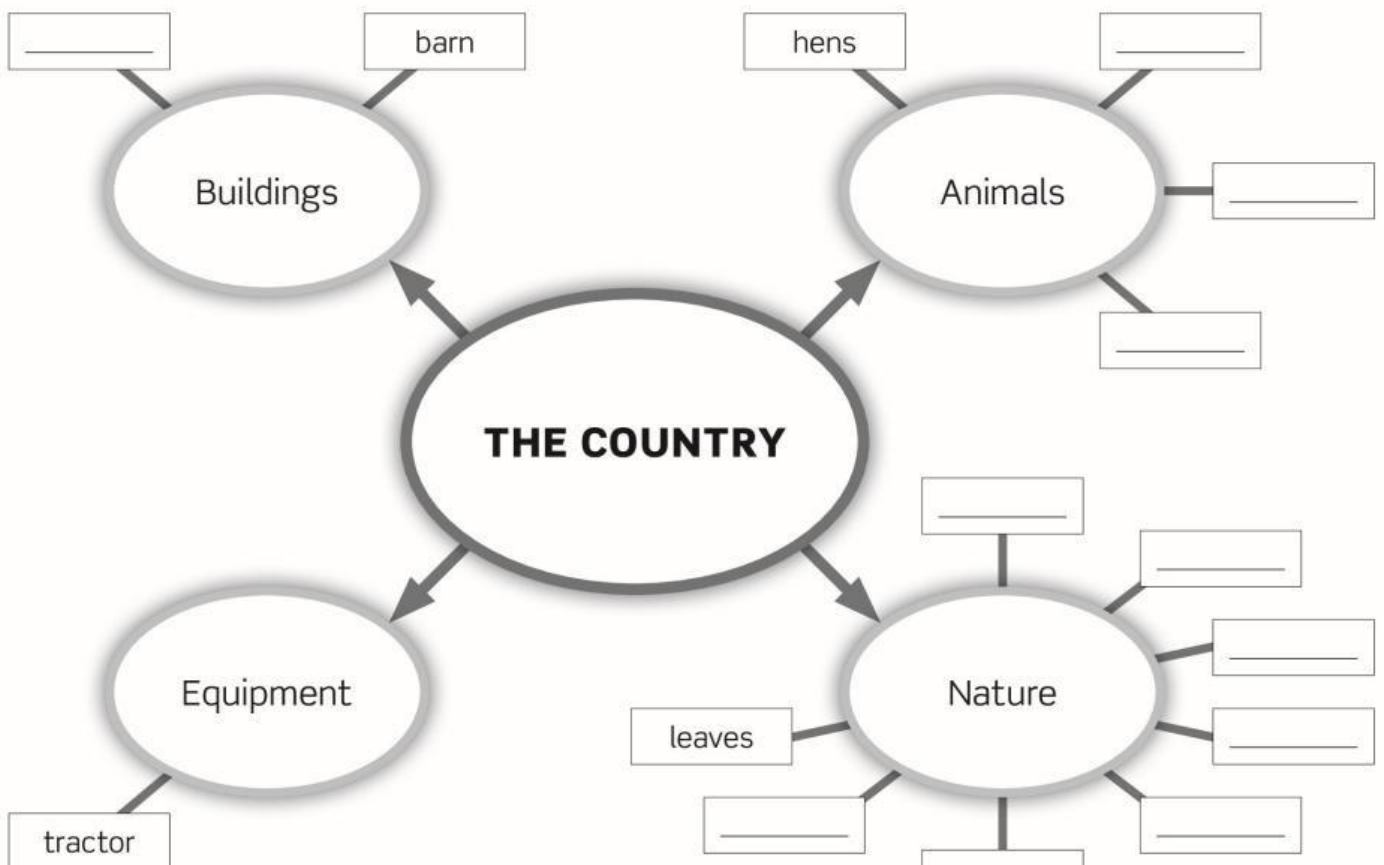 barn
hens
Buildings
Animals
THE COUNTRY
Equipment
Nature
leaves
tractor